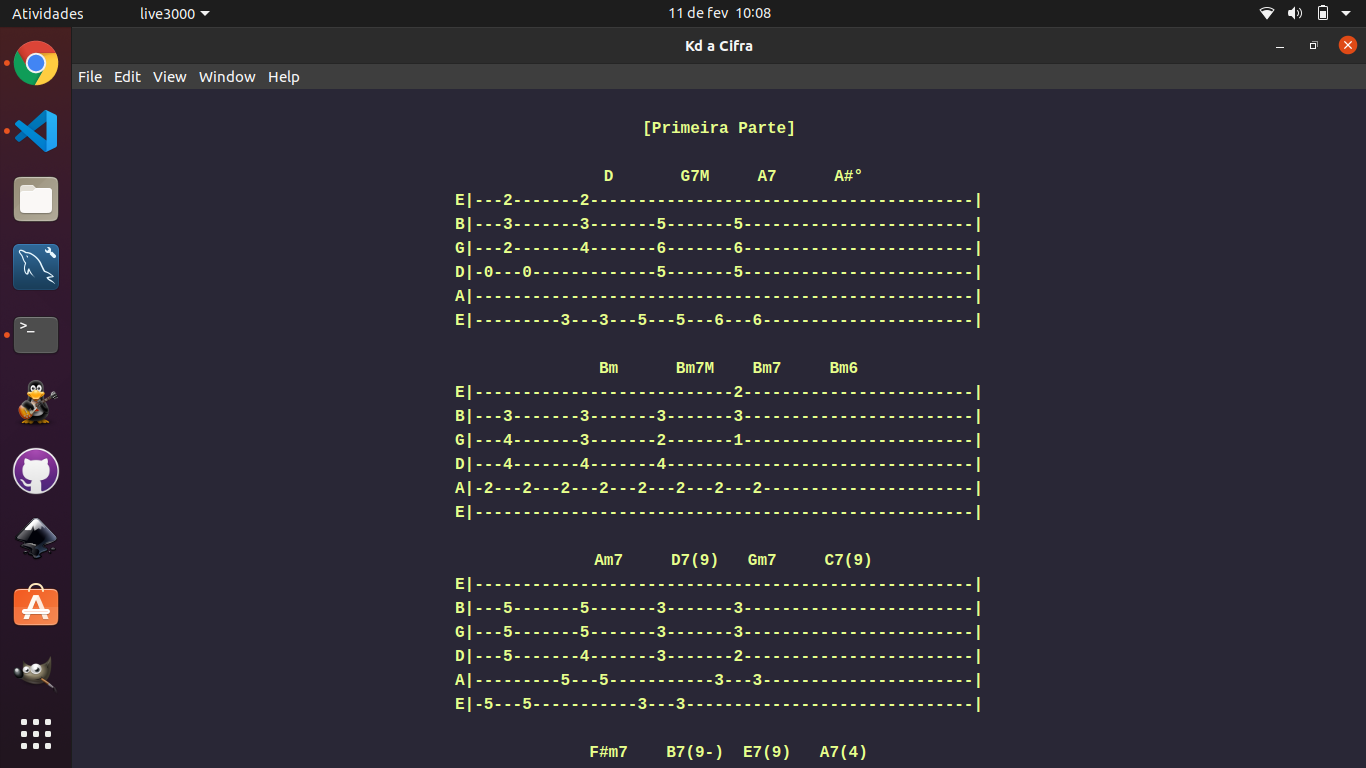 Atividades live3000 11 de fev 10:08
Kd a Cifra
File Edit View Window Help
[Primeira Parte]
D G7M A7 A#°
E|---2-------2----------------------------------------|
B|---3-------3-------5-------5------------------------|
G|---2-------4-------6-------6------------------------|
D|-0---0-------------5-------5------------------------|
A|----------------------------------------------------|
E|---------3---3---5---5---6---6----------------------|
Bm Bm7M Bm7 Bm6
E|---------------------------2------------------------|
B|---3-------3-------3-------3------------------------|
G|---4-------3-------2-------1------------------------|
D|---4-------4-------4--------------------------------|
A|-2---2---2---2---2---2---2---2----------------------|
E|----------------------------------------------------|
Am7 D7(9) Gm7 C7(9)
E|----------------------------------------------------|
B|---5-------5-------3-------3------------------------|
G|---5-------5-------3-------3------------------------|
D|---5-------4-------3-------2------------------------|
A|---------5---5-----------3---3----------------------|
E|-5---5-----------3---3------------------------------|
F#m7 B7(9-) E7(9) A7(4)